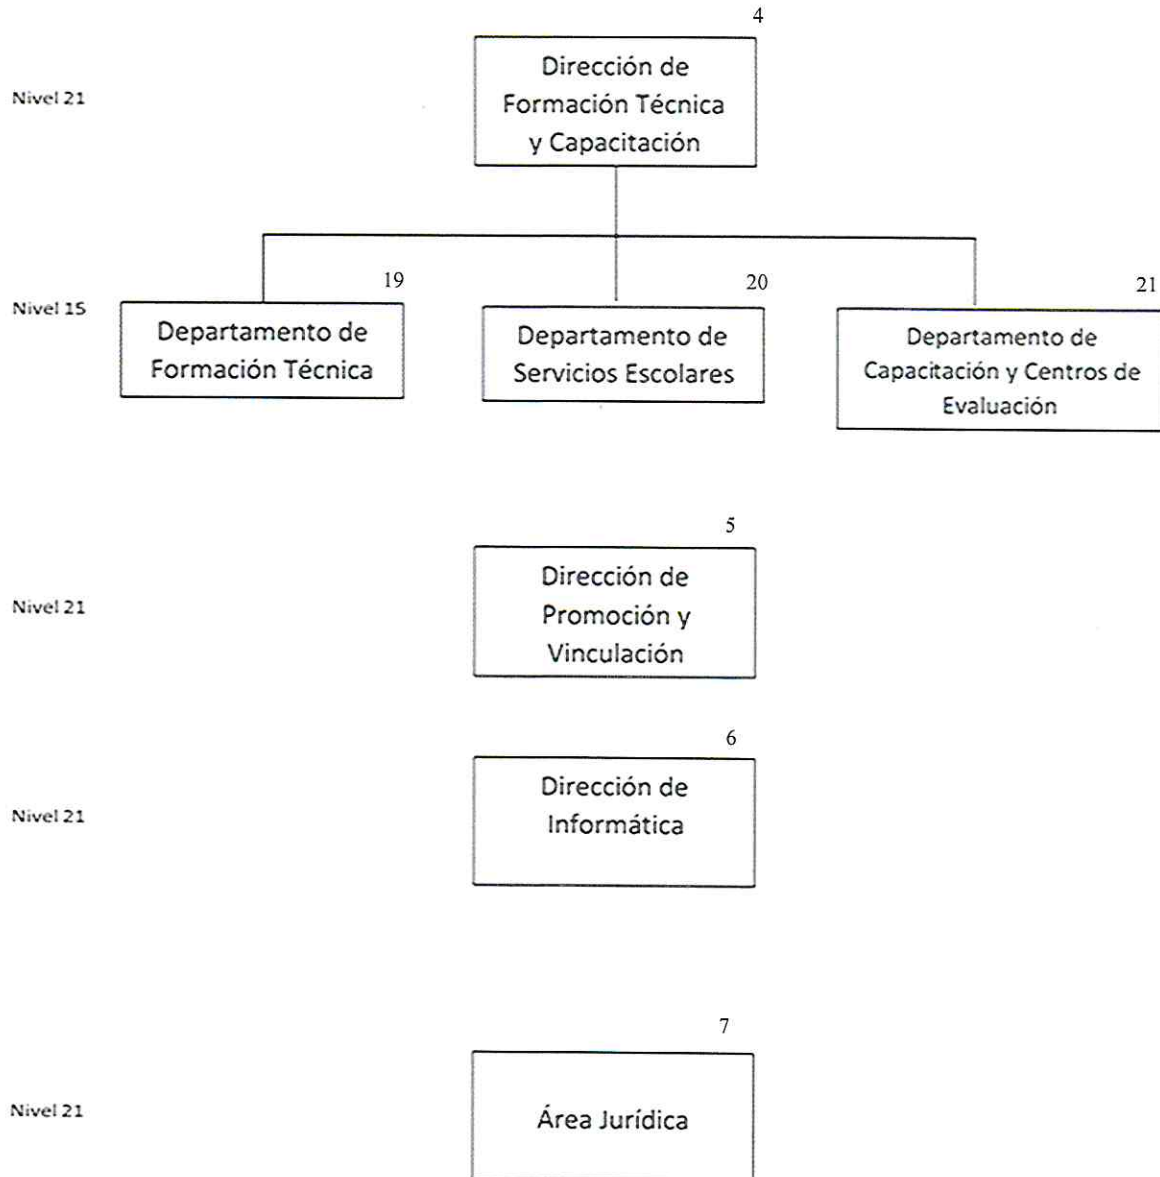 4
Nivel 21
Dirección de
Formación Técnica
y Capacitación
19
20
21
Nivel 15
Departamento de
Formación Técnica
Departamento de
Servicios Escolares
Departamento de
Capacitación y Centros de
Evaluación
5
Nivel 21
Dirección de
Promoción y
Vinculación
6
Nivel 21
Dirección de
Informática
7
Nivel 21
Área Jurídica